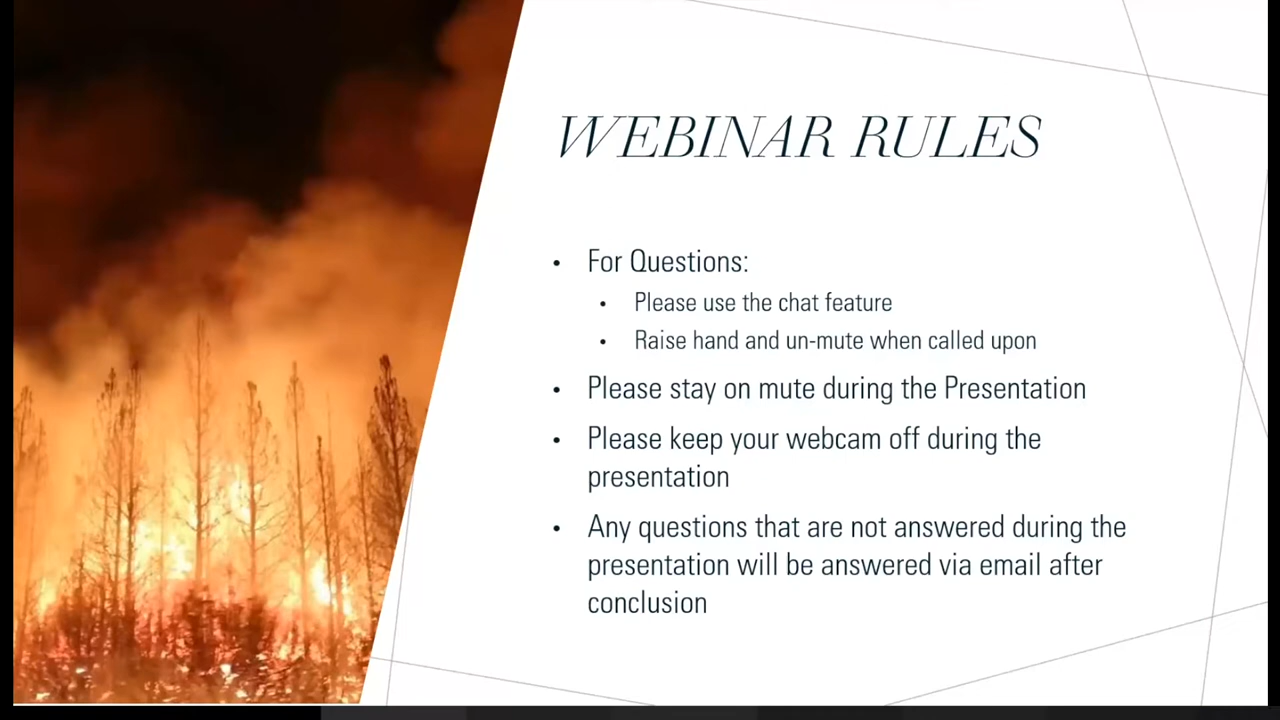 WEBINAR RULES
• For Questions:
• Please use the chat feature
• Raise hand and un-mute when called upon
• Please stay on mute during the Presentation
• Please keep your webcam off during the
presentation
• Any questions that are not answered during the
presentation will be answered via email after
conclusion